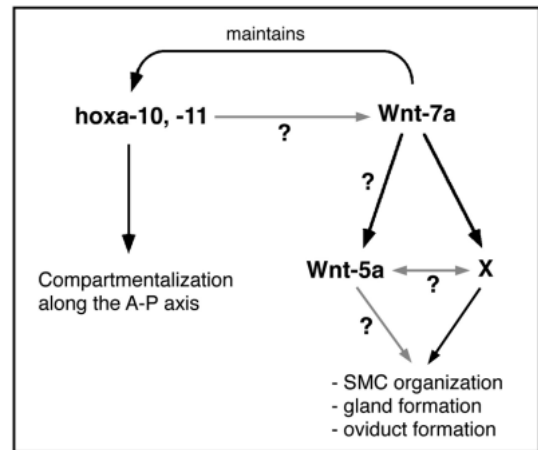 maintains
hoxa-10, -11
Wnt-7a
?
?
Wnt-5a
X
?
Compartmentalization
along the A-P axis
?
- SMC organization
- gland formation
- oviduct formation